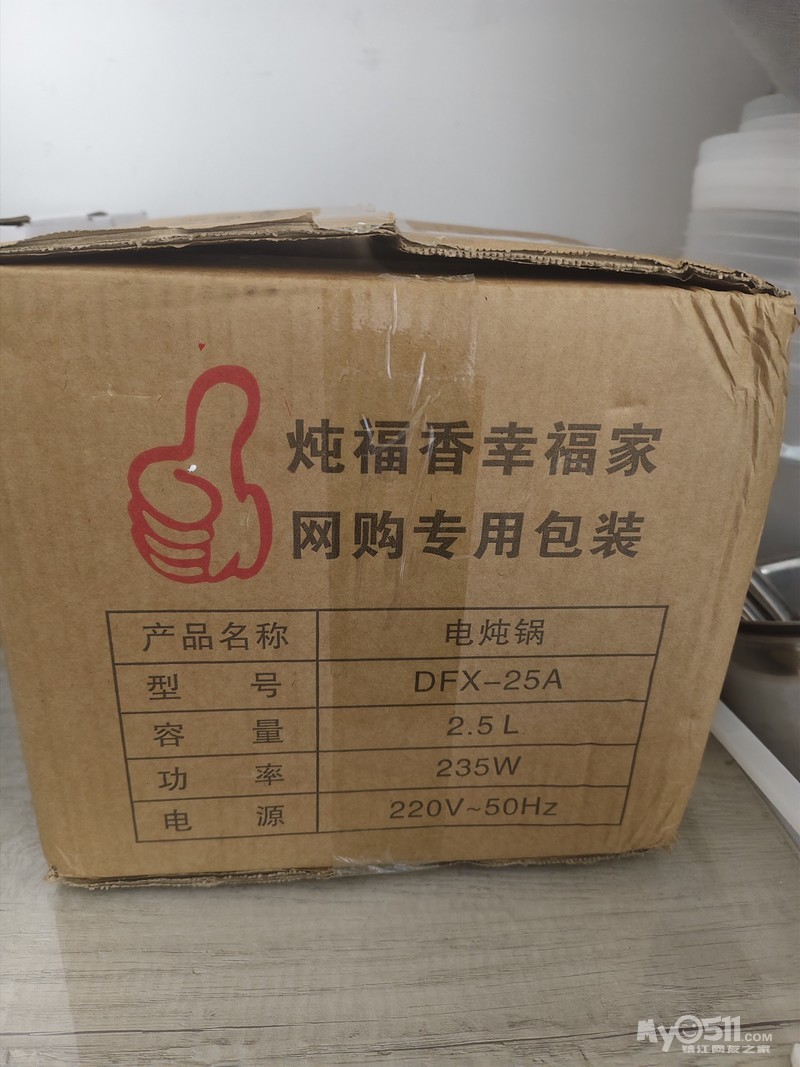 炖福香幸福家
网购专用包装
产品名称 电炖锅
型号 DFX-25A
容量 2.5L
功率 235W
电源 220V~50Hz
My0511.COM
镇江网友之家